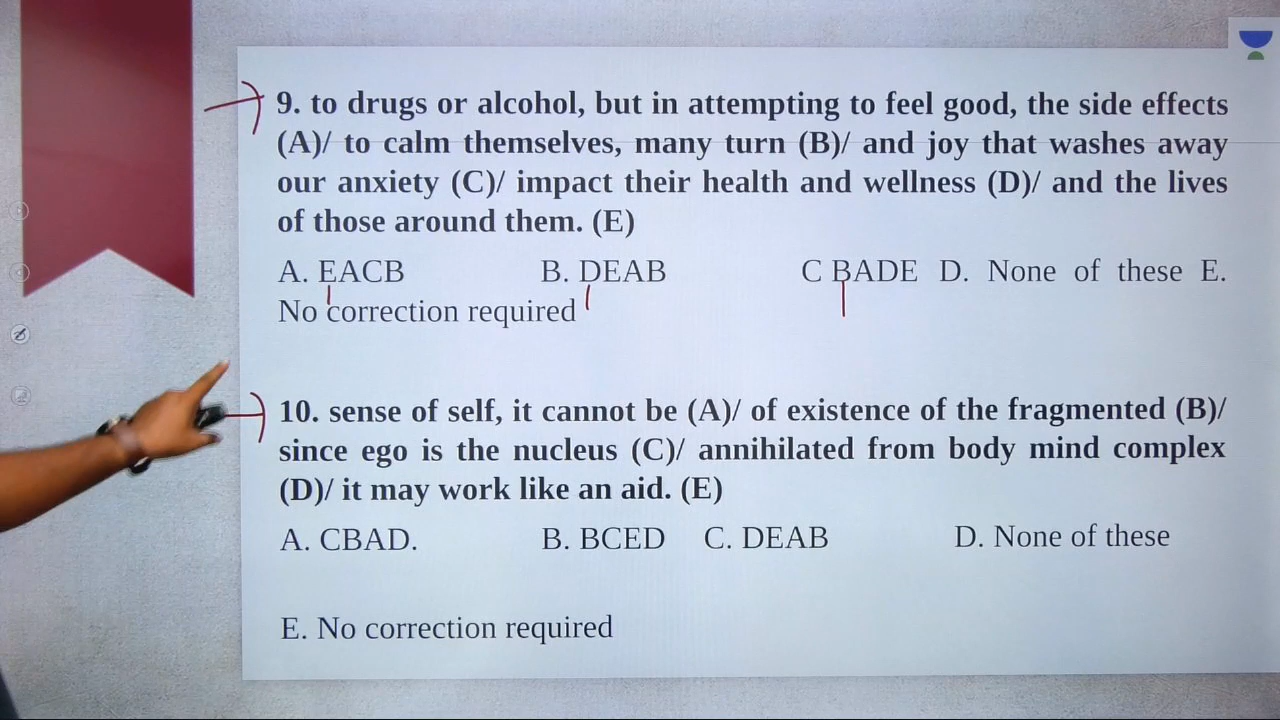 9. to drugs or alcohol, but in attempting to feel good, the side effects
(A)/ to calm themselves, many turn (B)/ and joy that washes away
our anxiety (C)/ impact their health and wellness (D)/ and the lives
of those around them. (E)
A. EACB B. DEAB C BADE D. None of these E.
No correction required
10. sense of self, it cannot be (A)/ of existence of the fragmented (B)/
since ego is the nucleus (C)/ annihilated from body mind complex
(D)/ it may work like an aid. (E)
A. CBAD. B. BCED C. DEAB D. None of these
E. No correction required